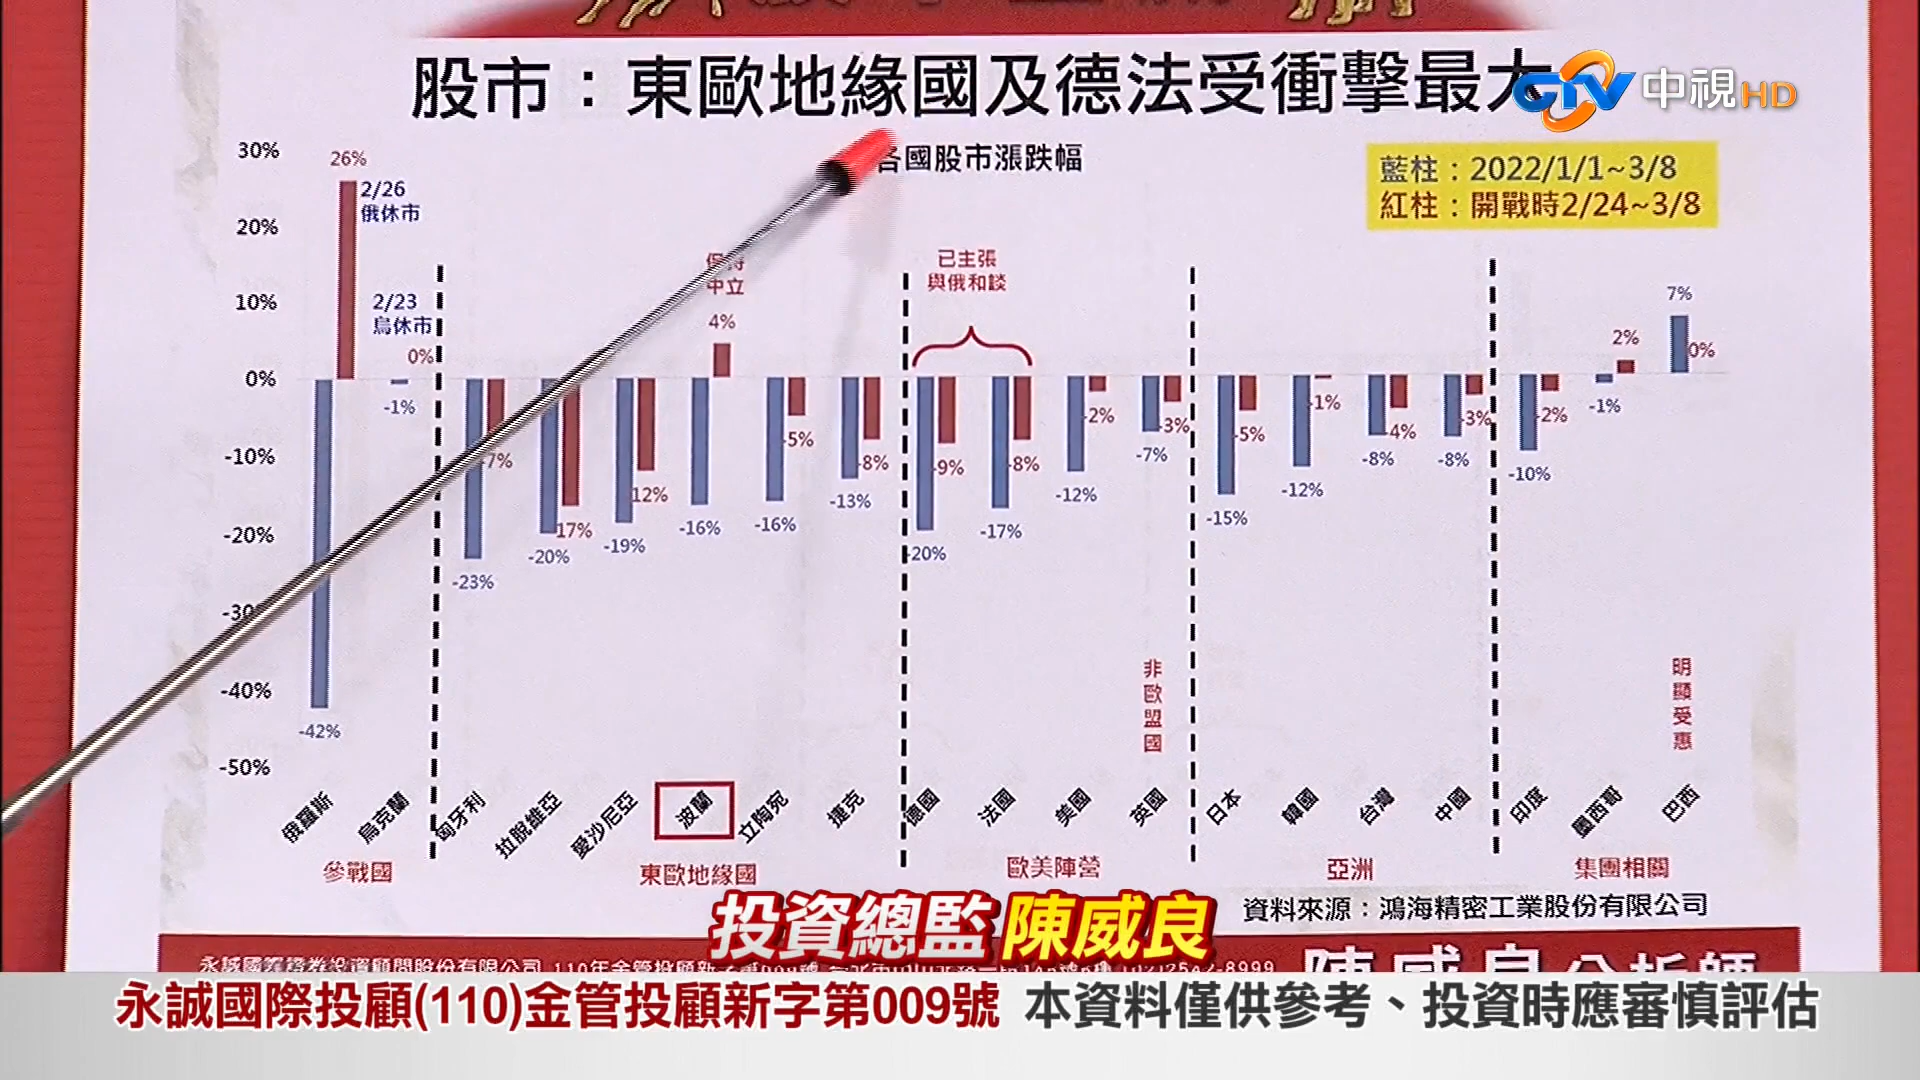 股市：東歐地緣國及德法受衝擊最大
CTV 中視HD
各國股市漲跌幅
藍柱：2022/1/1~3/8
紅柱：開戰時2/24~3/8
30%
20%
10%
0%
-10%
-20%
-30
-40%
-50%
26%
2/26
俄休市
2/23
烏休市
0%
-1%
-42%
中立
4%
已主張
與俄和談
-7%
-23%
17%
-20%
12%
-19%
-16%
-5%
-16%
-8%
-13%
-9%
-20%
-8%
-17%
-2%
-12%
-3%
-7%
-5%
-15%
-1%
-12%
-4%
-8%
-3%
-8%
-2%
-10%
2%
-1%
7%
0%
非歐盟國
明顯受惠
俄羅斯
烏克蘭
匈牙利
拉脫維亞
愛沙尼亞
波蘭
立陶宛
捷克
德國
法國
美國
英國
日本
韓國
台灣
中國
印度
墨西哥
巴西
參戰國
東歐地緣國
歐美陣營
亞洲
集團相關
資料來源：鴻海精密工業股份有限公司
投資總監 陳威良
陳威良分析師
永誠國際投顧(110)金管投顧新字第009號 本資料僅供參考、投資時應審慎評估